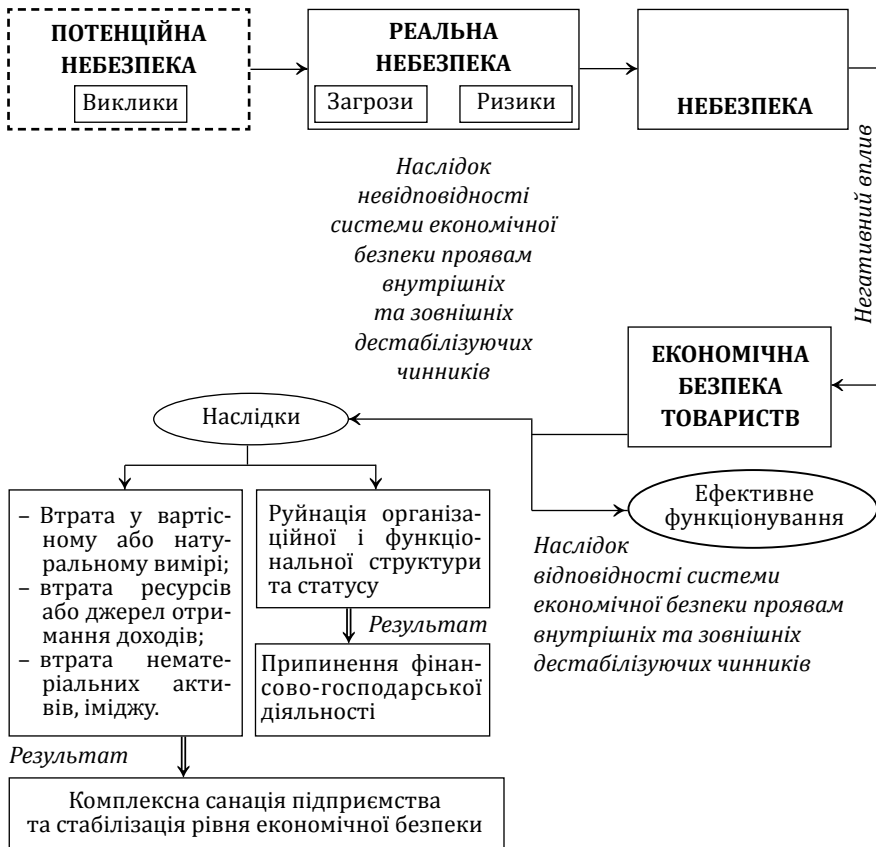 ПОТЕНЦІЙНА
НЕБЕЗПЕКА
Виклики
РЕАЛЬНА
НЕБЕЗПЕКА
Загрози
Ризики
НЕБЕЗПЕКА
Негативний вплив
Наслідок
невідповідності
системи економічної
безпеки проявам
внутрішніх
та зовнішніх
дестабілізуючих
чинників
ЕКОНОМІЧНА
БЕЗПЕКА
ТОВАРИСТВ
Наслідки
Ефективне
функціонування
Наслідок
відповідності системи
економічної безпеки проявам
внутрішніх та зовнішніх
дестабілізуючих чинників
– Втрата у вартіс-
ному або нату-
ральному вимірі;
– втрата ресурсів
або джерел отри-
мання доходів;
– втрата немате-
ріальних акти-
вів, іміджу.
Руйнація організа-
ційної і функціо-
нальної структури
та статусу
Результат
Припинення фінан-
сово-господарської
діяльності
Результат
Комплексна санація підприємства
та стабілізація рівня економічної безпеки